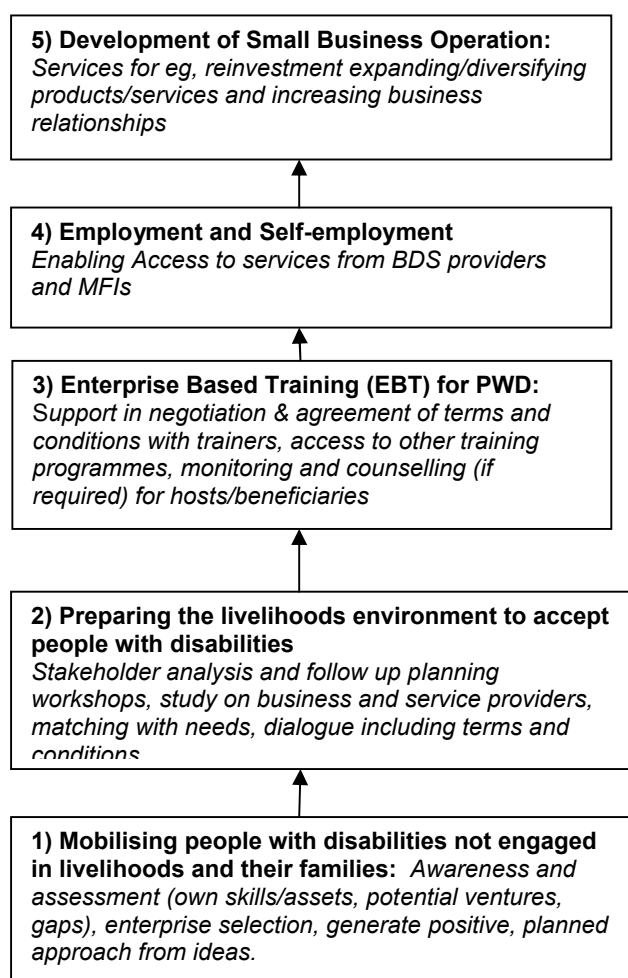 5) Development of Small Business Operation:
Services for eg, reinvestment expanding/diversifying
products/services and increasing business
relationships
4) Employment and Self-employment
Enabling Access to services from BDS providers
and MFIs
3) Enterprise Based Training (EBT) for PWD:
Support in negotiation & agreement of terms and
conditions with trainers, access to other training
programmes, monitoring and counselling (if
required) for hosts/beneficiaries
2) Preparing the livelihoods environment to accept
people with disabilities
Stakeholder analysis and follow up planning
workshops, study on business and service providers,
matching with needs, dialogue including terms and
conditions
1) Mobilising people with disabilities not engaged
in livelihoods and their families: Awareness and
assessment (own skills/assets, potential ventures,
gaps), enterprise selection, generate positive, planned
approach from ideas.